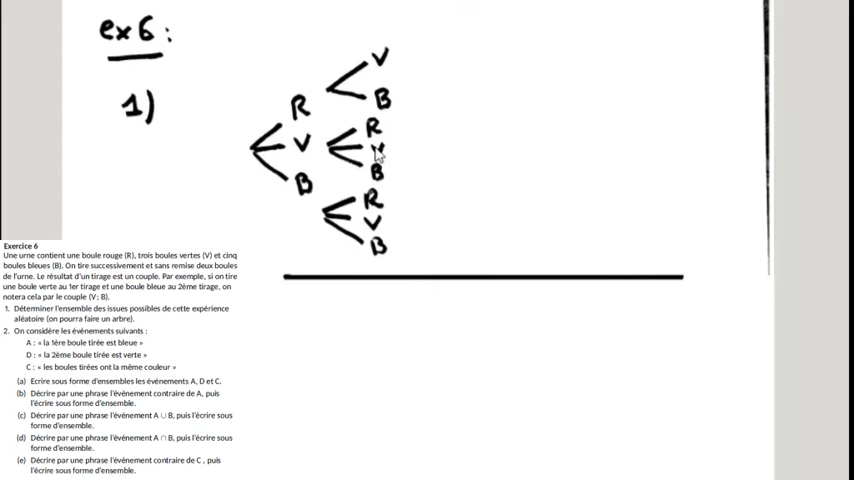 ex 6 :
1)
V
B
R
R
V
V
B
B
R
V
B
Exercice 6
Une urne contient une boule rouge (R), trois boules vertes (V) et cinq
boules bleues (B). On tire successivement et sans remise deux boules
de l'urne. Le résultat d'un tirage est un couple. Par exemple, si on tire
une boule verte au 1er tirage et une boule bleue au 2ème tirage, on
notera cela par le couple (V; B).
1. Déterminer l'ensemble des issues possibles de cette expérience
aléatoire (on pourra faire un arbre).
2. On considère les événements suivants :
A : « la 1ère boule tirée est bleue »
D : « la 2ème boule tirée est verte »
C : « les boules tirées ont la même couleur »
(a) Ecrire sous forme d'ensembles les événements A, D et C.
(b) Décrire par une phrase l'événement contraire de A, puis
l'écrire sous forme d'ensemble.
(c) Décrire par une phrase l'événement A ∪ B, puis l'écrire sous
forme d'ensemble.
(d) Décrire par une phrase l'événement A ∩ B, puis l'écrire sous
forme d'ensemble.
(e) Décrire par une phrase l'événement contraire de C , puis
l'écrire sous forme d'ensemble.